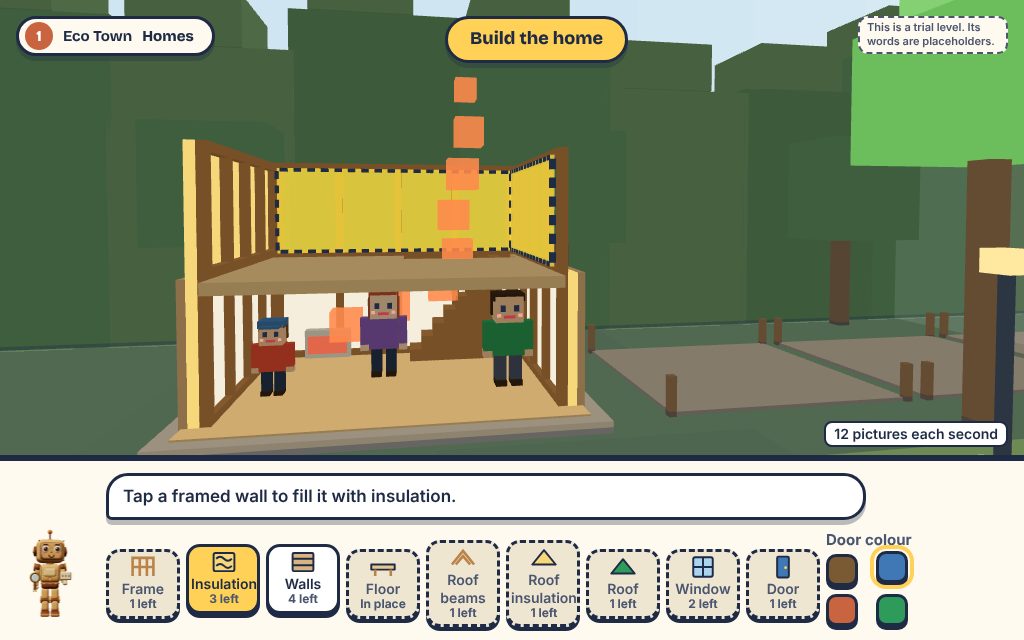 1 Eco Town Homes
Build the home
This is a trial level. Its
words are placeholders.
12 pictures each second
Tap a framed wall to fill it with insulation.
Door colour
Frame
1 left
Insulation
3 left
Walls
4 left
Floor
In place
Roof
beams
1 left
Roof
insulation
1 left
Roof
1 left
Window
2 left
Door
1 left